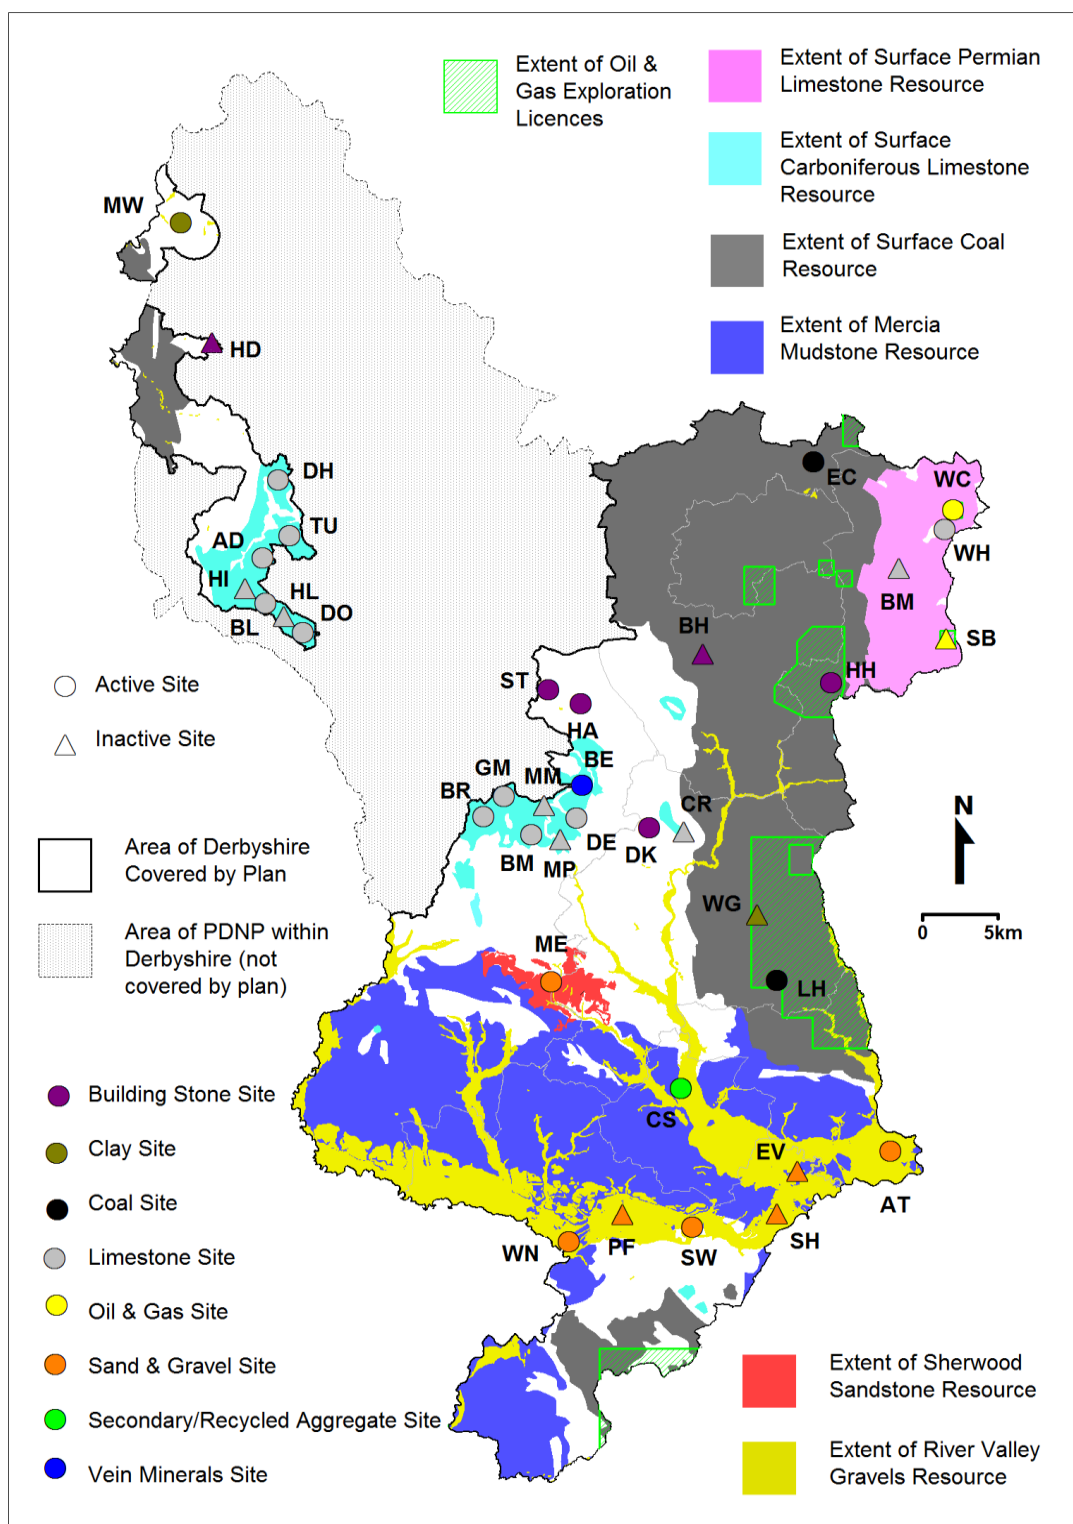 Extent of Oil &
Gas Exploration
Licences
Extent of Surface Permian
Limestone Resource
Extent of Surface
Carboniferous Limestone
Resource
Extent of Surface Coal
Resource
Extent of Mercia
Mudstone Resource
MW
HD
DH
TU
AD
HI
HL
BL
DO
EC
WC
WH
BM
SB
BH
HH
ST
HA
BE
GM
MM
BR
CR
DE
DK
BM
MP
WG
ME
LH
CS
EV
AT
SH
WN
PF
SW
N
0 5km
Active Site
Inactive Site
Area of Derbyshire
Covered by Plan
Area of PDNP within
Derbyshire (not
covered by plan)
Building Stone Site
Clay Site
Coal Site
Limestone Site
Oil & Gas Site
Sand & Gravel Site
Secondary/Recycled Aggregate Site
Vein Minerals Site
Extent of Sherwood
Sandstone Resource
Extent of River Valley
Gravels Resource